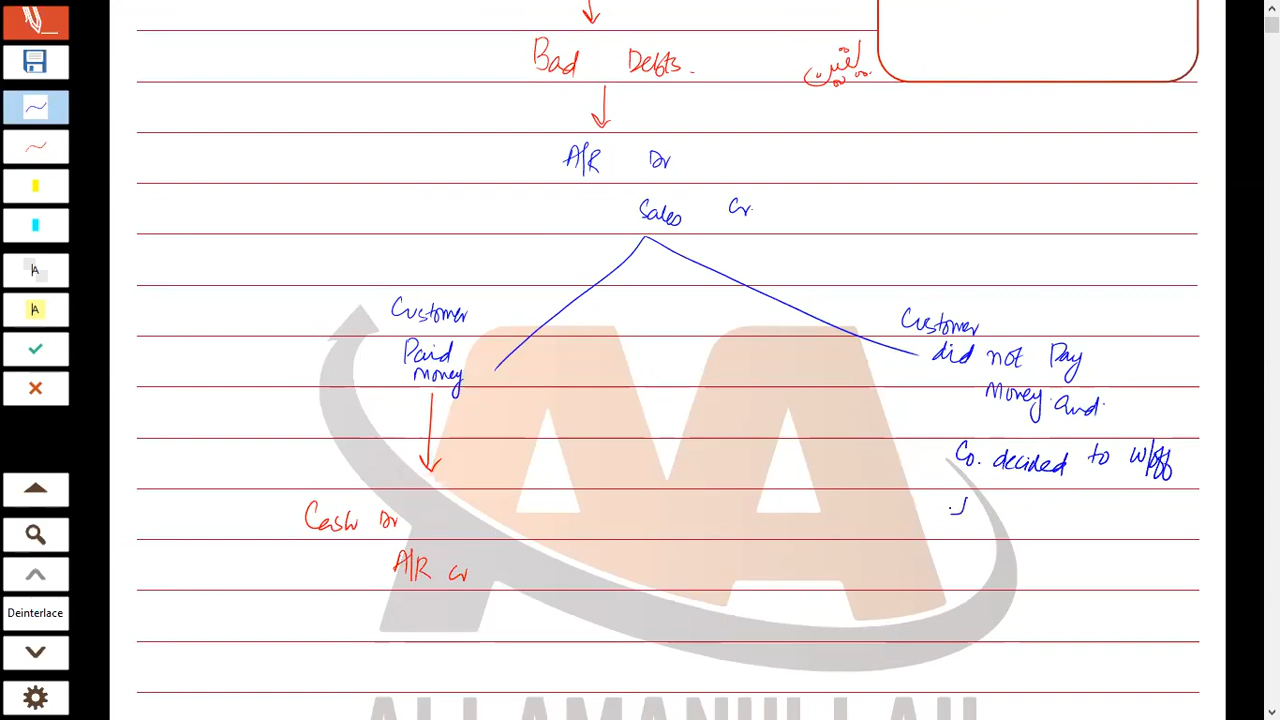 Bad Debts.
A/R Dr
Sales Cr.
Customer
Paid
Money
Cash Dr
A/R Cr
Customer
did not Pay
Money and
Co. decided to w/off
Deinterlace